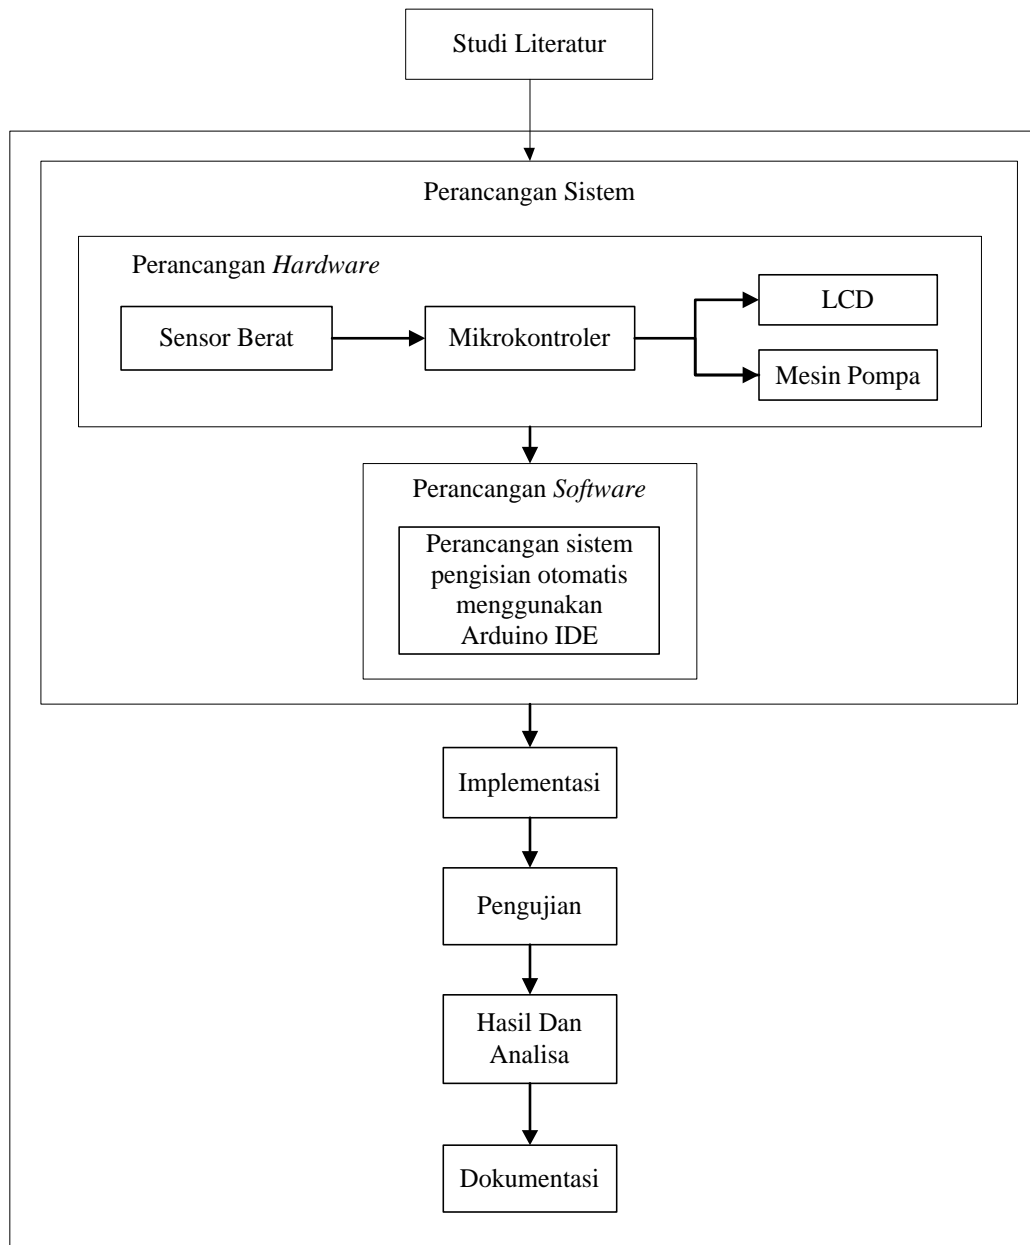 Studi Literatur
Perancangan Sistem
Perancangan Hardware
Sensor Berat
Mikrokontroler
LCD
Mesin Pompa
Perancangan Software
Perancangan sistem
pengisian otomatis
menggunakan
Arduino IDE
Implementasi
Pengujian
Hasil Dan
Analisa
Dokumentasi